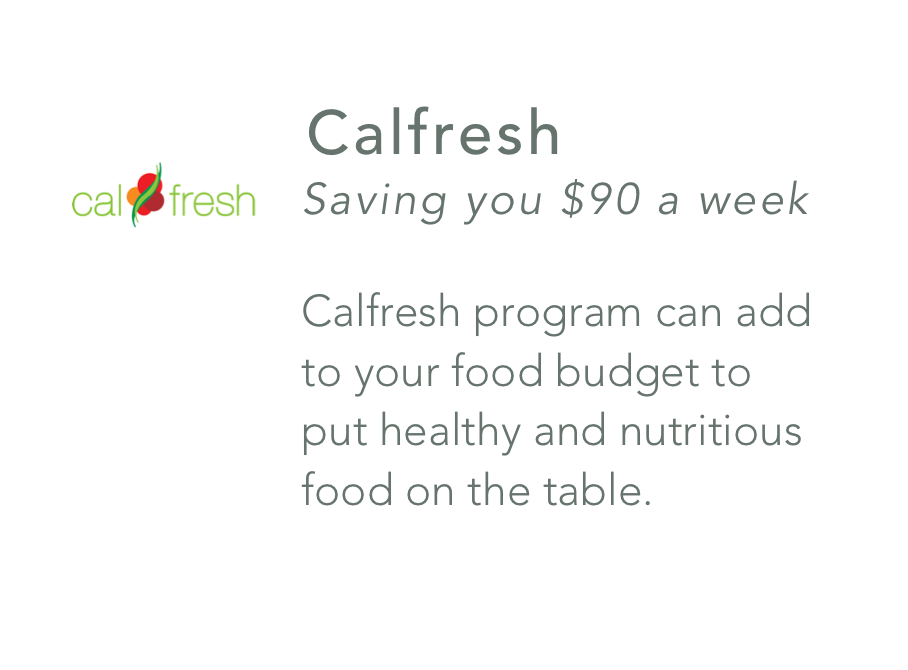 Calfresh
cal fresh
Saving you $90 a week
Calfresh program can add
to your food budget to
put healthy and nutritious
food on the table.